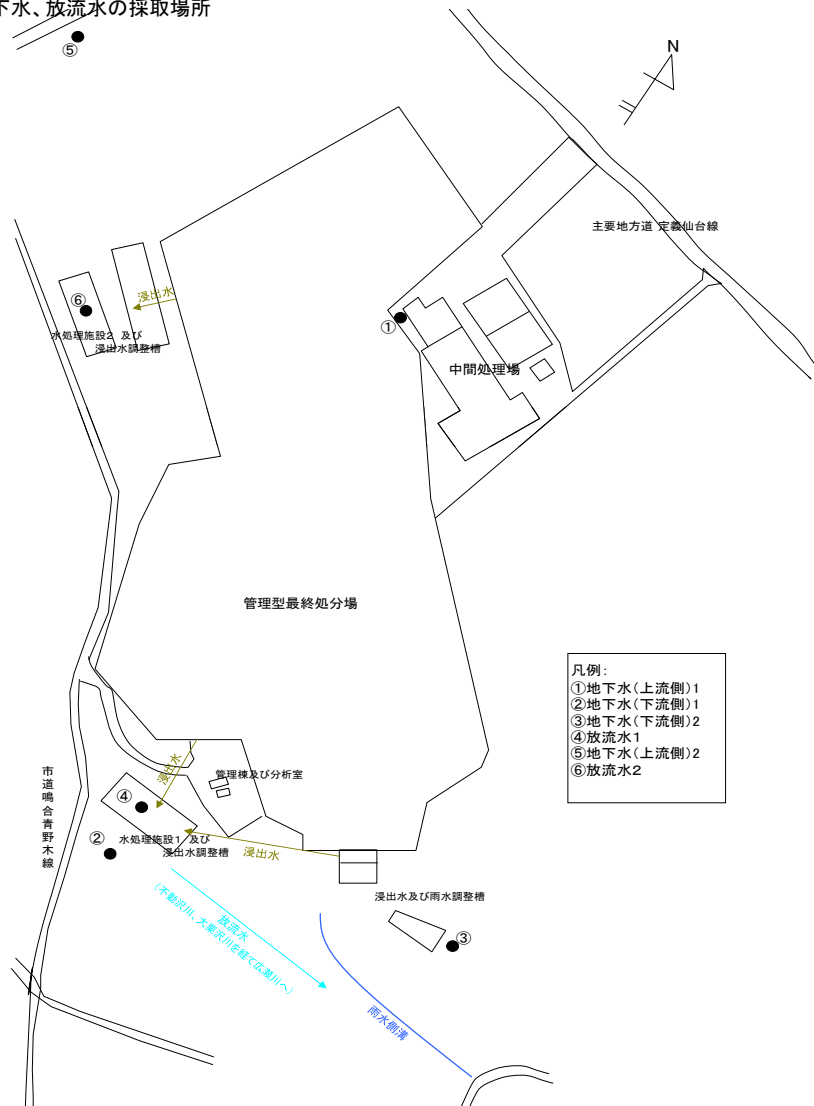 下水、放流水の採取場所
⑤
N
主要地方道 定義仙台線
浸出水
⑥
①
水処理施設2 及び
浸出水調整槽
中間処理場
管理型最終処分場
凡例：
①地下水（上流側）1
②地下水（下流側）1
③地下水（下流側）2
④放流水1
⑤地下水（上流側）2
⑥放流水2
市道鳴合青野木線
浸出水
管理棟及び分析室
④
②
水処理施設1 及び
浸出水調整槽
浸出水
浸出水及び雨水調整槽
③
放流水
大栗沢川を経て広瀬川へ）
雨水側溝